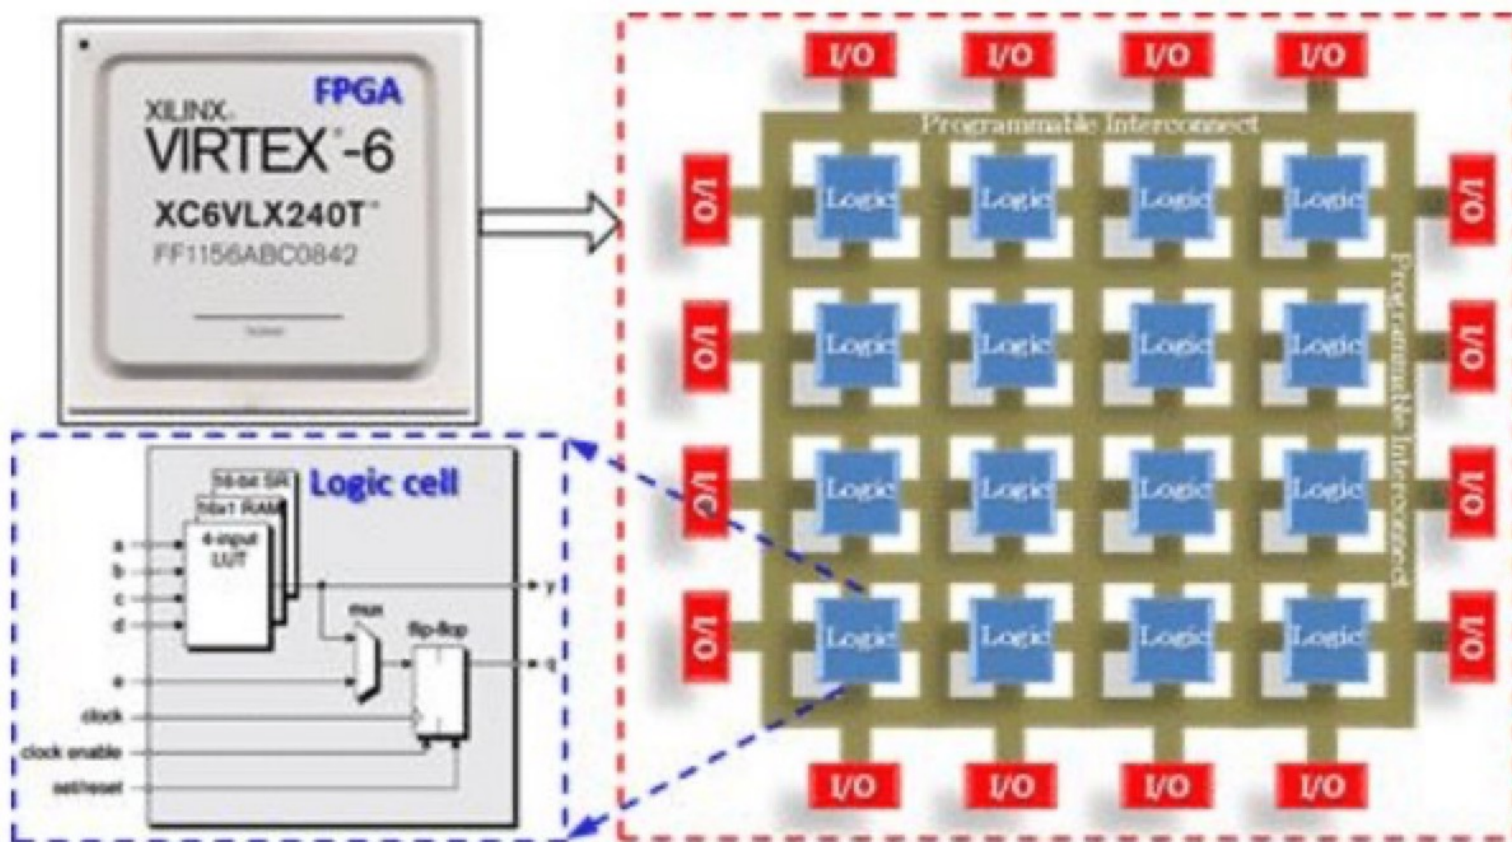 FPGA
XILINX®
VIRTEX®-6
XC6VLX240T™
FF1156ABC0842
I/O I/O I/O I/O
Programmable Interconnect
I/O Logic Logic Logic Logic I/O
I/O Logic Logic Logic Logic I/O
I/O Logic Logic Logic Logic I/O
I/O Logic Logic Logic Logic I/O
Programmable Interconnect
I/O I/O I/O I/O
Logic cell
16-bit SR
16x1 RAM
4-input
LUT
a
b
c
d
y
mux
flip-flop
e
q
clock
clock enable
set/reset